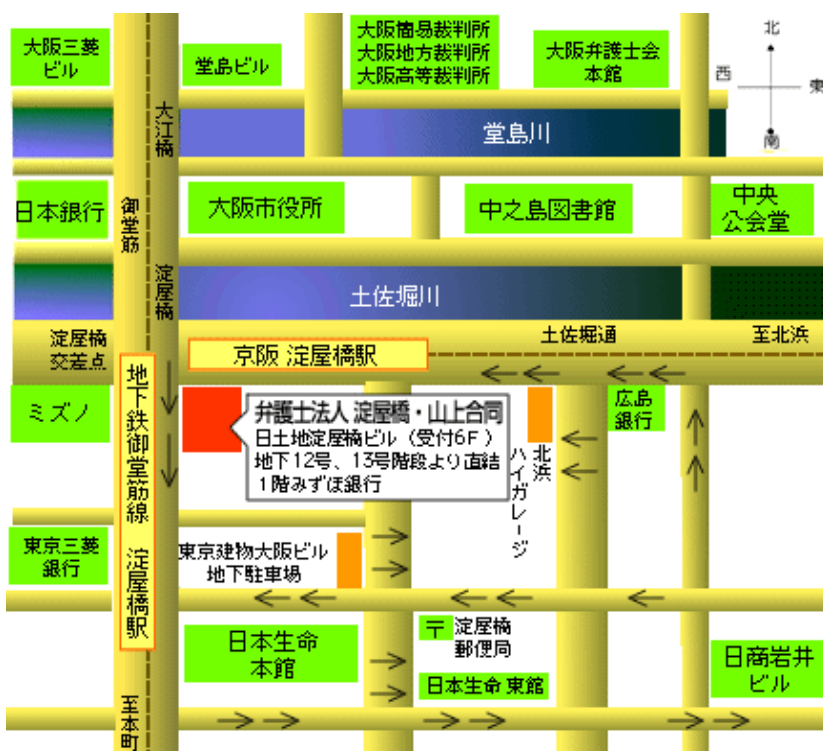 大阪三菱
ビル
堂島ビル
大阪簡易裁判所
大阪地方裁判所
大阪高等裁判所
大阪弁護士会
本館
北
西
東
南
大江橋
堂島川
日本銀行
御堂筋
大阪市役所
中之島図書館
中央
公会堂
淀屋橋
土佐堀川
淀屋橋
交差点
京阪 淀屋橋駅
土佐堀通
至北浜
ミズノ
地下鉄御堂筋線 淀屋橋駅
弁護士法人 淀屋橋・山上合同
日土地淀屋橋ビル（受付6F）
地下12号、13号階段より直結
1階みずほ銀行
北浜
ハイガレージ
広島
銀行
東京三菱
銀行
東京建物大阪ビル
地下駐車場
日本生命
本館
〒 淀屋橋
郵便局
日本生命 東館
日商岩井
ビル
至本町